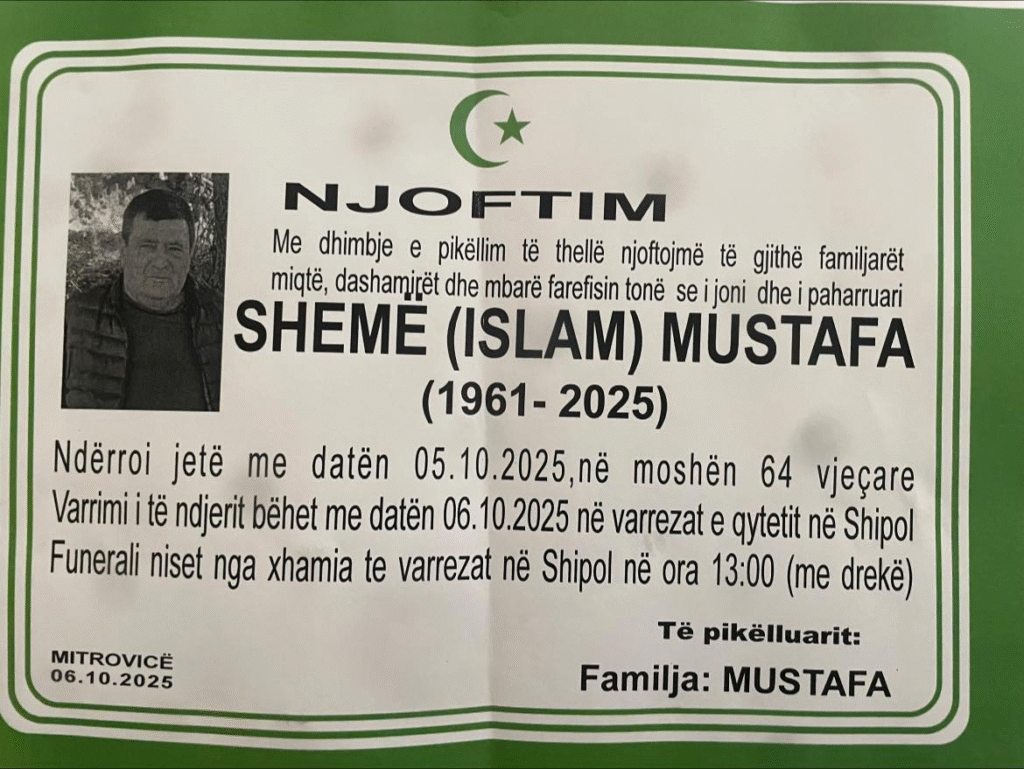 NJOFTIM
Me dhimbje e pikëllim të thellë njoftojmë të gjithë familjarët
miqtë, dashamirët dhe mbarë farefisin tonë se i joni dhe i paharruari
SHEMË (ISLAM) MUSTAFA
(1961- 2025)
Ndërroi jetë me datën 05.10.2025,në moshën 64 vjeçare
Varrimi i të ndjerit bëhet me datën 06.10.2025 në varrezat e qytetit në Shipol
Funerali niset nga xhamia te varrezat në Shipol në ora 13:00 (me drekë)
Të pikëlluarit:
Familja: MUSTAFA
MITROVICË
06.10.2025